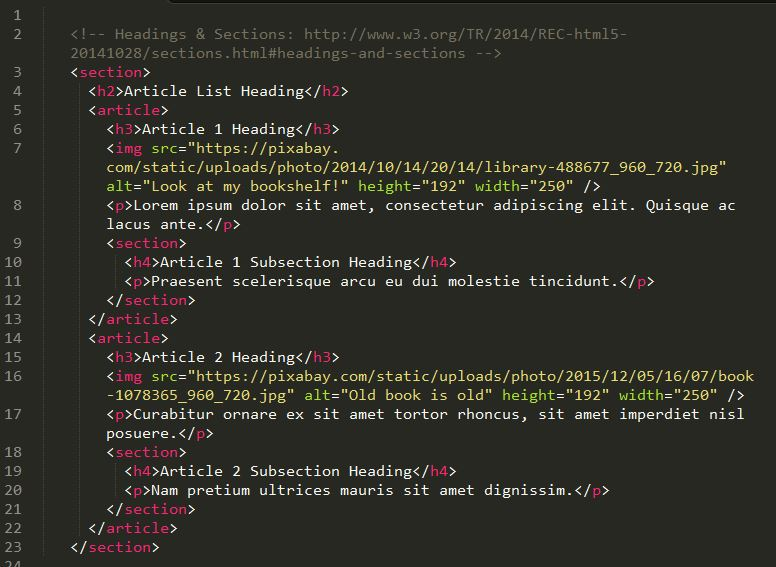 1
2 <!-- Headings & Sections: http://www.w3.org/TR/2014/REC-html5-
20141028/sections.html#headings-and-sections -->
3 <section>
4 <h2>Article List Heading</h2>
5 <article>
6 <h3>Article 1 Heading</h3>
7 <img src="https://pixabay.
com/static/uploads/photo/2014/10/14/20/14/library-488677_960_720.jpg"
alt="Look at my bookshelf!" height="192" width="250" />
8 <p>Lorem ipsum dolor sit amet, consectetur adipiscing elit. Quisque ac
lacus ante.</p>
9 <section>
10 <h4>Article 1 Subsection Heading</h4>
11 <p>Praesent scelerisque arcu eu dui molestie tincidunt.</p>
12 </section>
13 </article>
14 <article>
15 <h3>Article 2 Heading</h3>
16 <img src="https://pixabay.com/static/uploads/photo/2015/12/05/16/07/book
-1078365_960_720.jpg" alt="Old book is old" height="192" width="250" />
17 <p>Curabitur ornare ex sit amet tortor rhoncus, sit amet imperdiet nisl
posuere.</p>
18 <section>
19 <h4>Article 2 Subsection Heading</h4>
20 <p>Nam pretium ultrices mauris sit amet dignissim.</p>
21 </section>
22 </article>
23 </section>
24